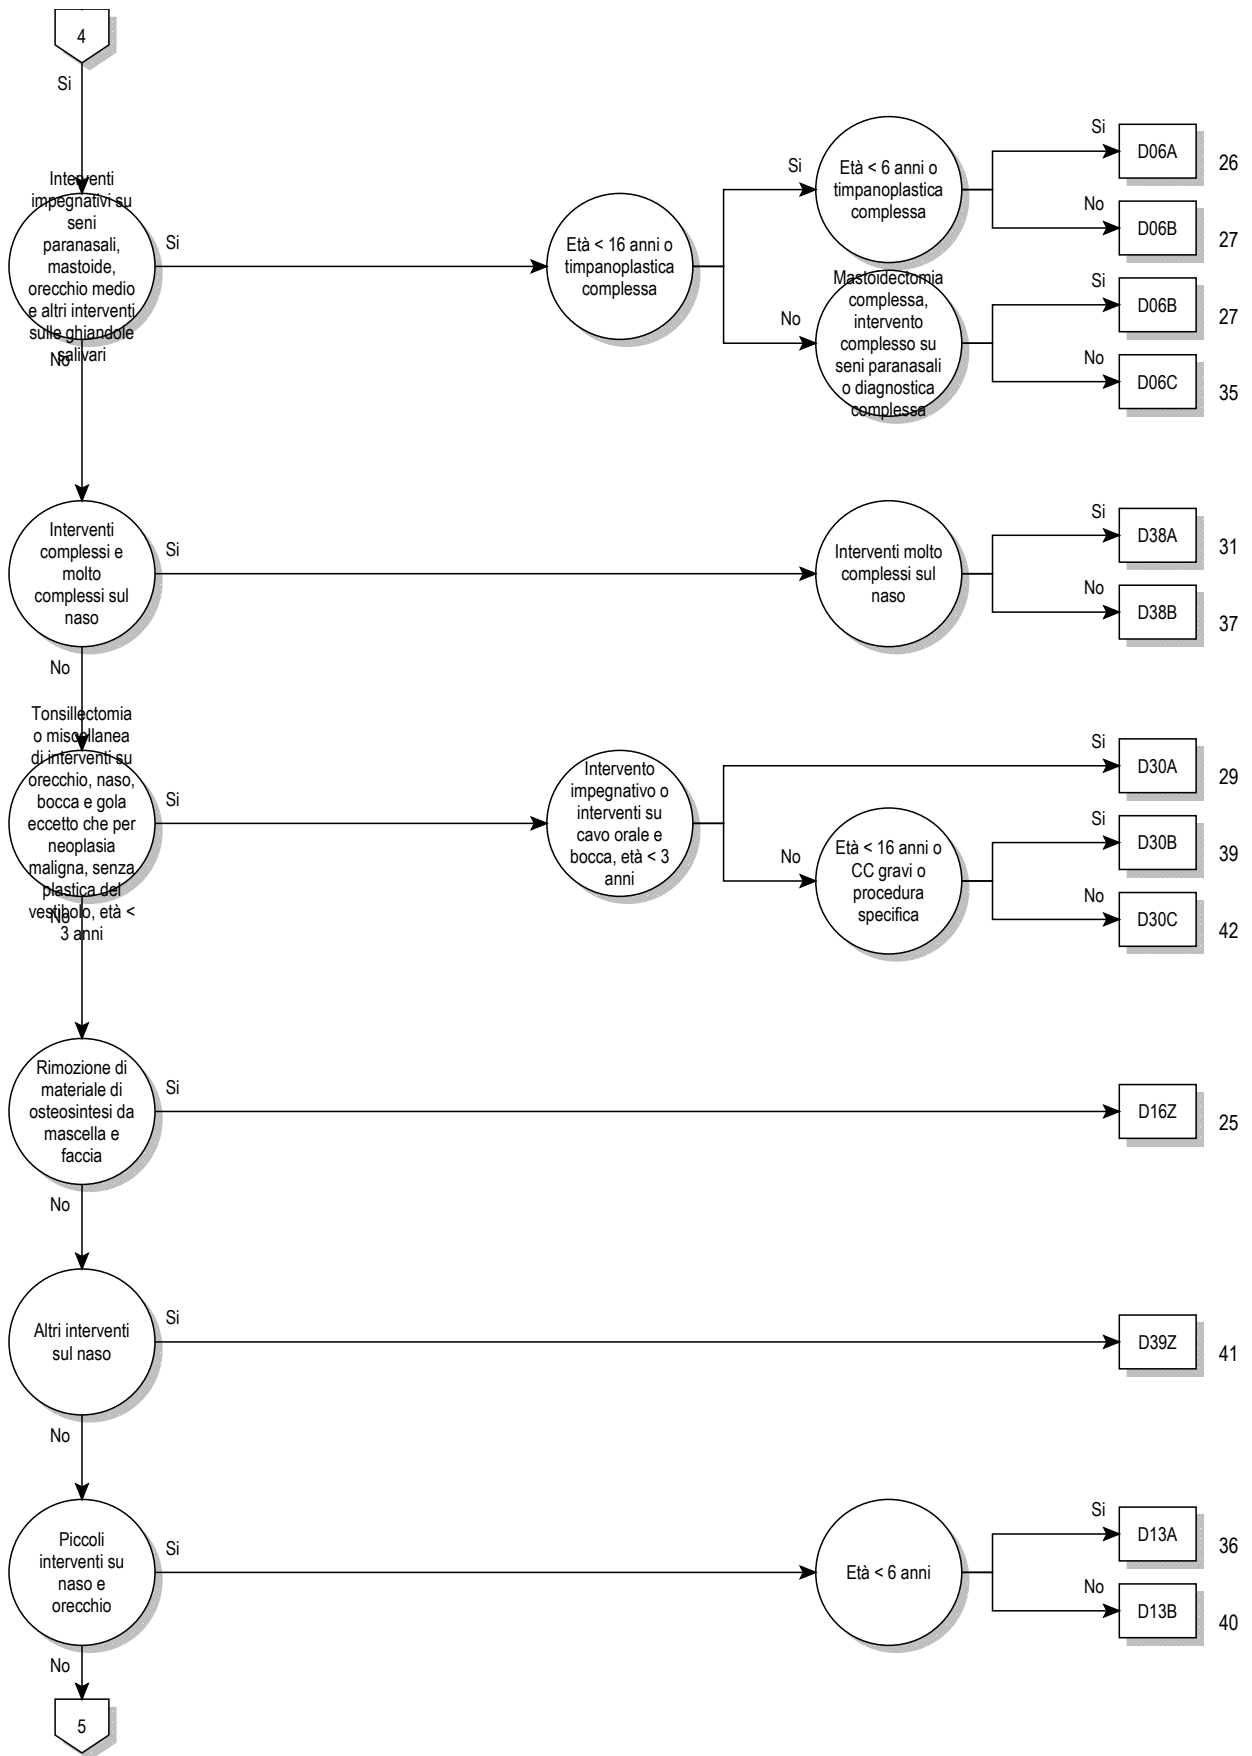 4
Si
Interventi
impegnativi su
seni
paranasali,
mastoide,
orecchio medio
e altri interventi
sulle ghiandole
salivari
Si
No
Età < 16 anni o
timpanoplastica
complessa
Si
Età < 6 anni o
timpanoplastica
complessa
Si
D06A
26
No
D06B
27
No
Mastoidectomia
complessa,
intervento
complesso su
seni paranasali
o diagnostica
complessa
Si
D06B
27
No
D06C
35
Interventi
complessi e
molto
complessi sul
naso
Si
No
Interventi molto
complessi sul
naso
Si
D38A
31
No
D38B
37
Tonsillectomia
o miscellanea
di interventi su
orecchio, naso,
bocca e gola
eccetto che per
neoplasia
maligna, senza
plastica del
vestibolo, età <
3 anni
Si
No
Intervento
impegnativo o
interventi su
cavo orale e
bocca, età < 3
anni
Si
D30A
29
No
Età < 16 anni o
CC gravi o
procedura
specifica
Si
D30B
39
No
D30C
42
Rimozione di
materiale di
osteosintesi da
mascella e
faccia
Si
D16Z
25
No
Altri interventi
sul naso
Si
D39Z
41
No
Piccoli
interventi su
naso e
orecchio
Si
Età < 6 anni
Si
D13A
36
No
D13B
40
No
5